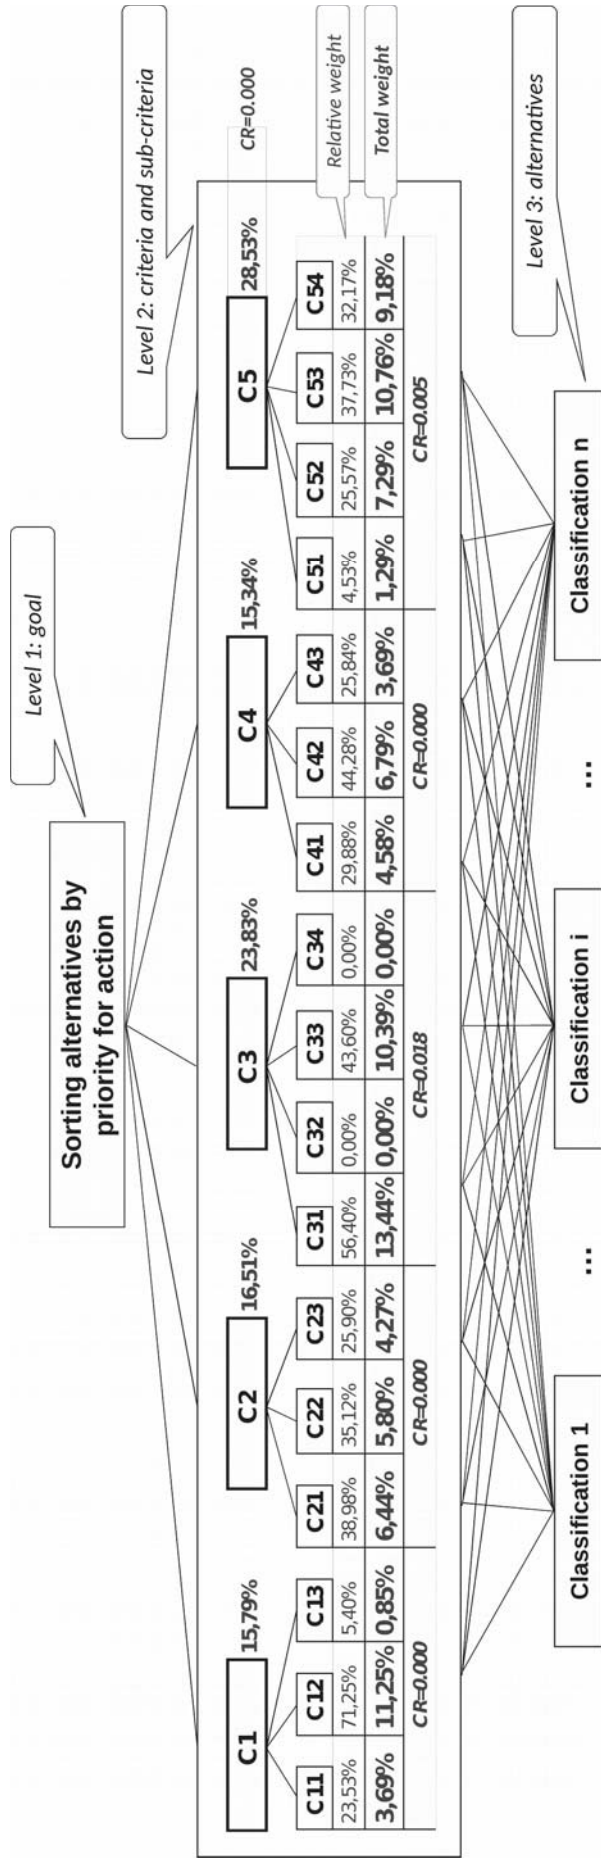 Level 1: goal
Sorting alternatives by
priority for action
Level 2: criteria and sub-criteria
C1 15,79%
C2 16,51%
C3 23,83%
C4 15,34%
C5 28,53%
CR=0.000
C11 C12 C13 C21 C22 C23 C31 C32 C33 C34 C41 C42 C43 C51 C52 C53 C54
23,53% 71,25% 5,40% 38,98% 35,12% 25,90% 56,40% 0,00% 43,60% 0,00% 29,88% 44,28% 25,84% 4,53% 25,57% 37,73% 32,17% Relative weight
3,69% 11,25% 0,85% 6,44% 5,80% 4,27% 13,44% 0,00% 10,39% 0,00% 4,58% 6,79% 3,69% 1,29% 7,29% 10,76% 9,18% Total weight
CR=0.000 CR=0.000 CR=0.018 CR=0.000 CR=0.005
Level 3: alternatives
Classification 1 ... Classification i ... Classification n